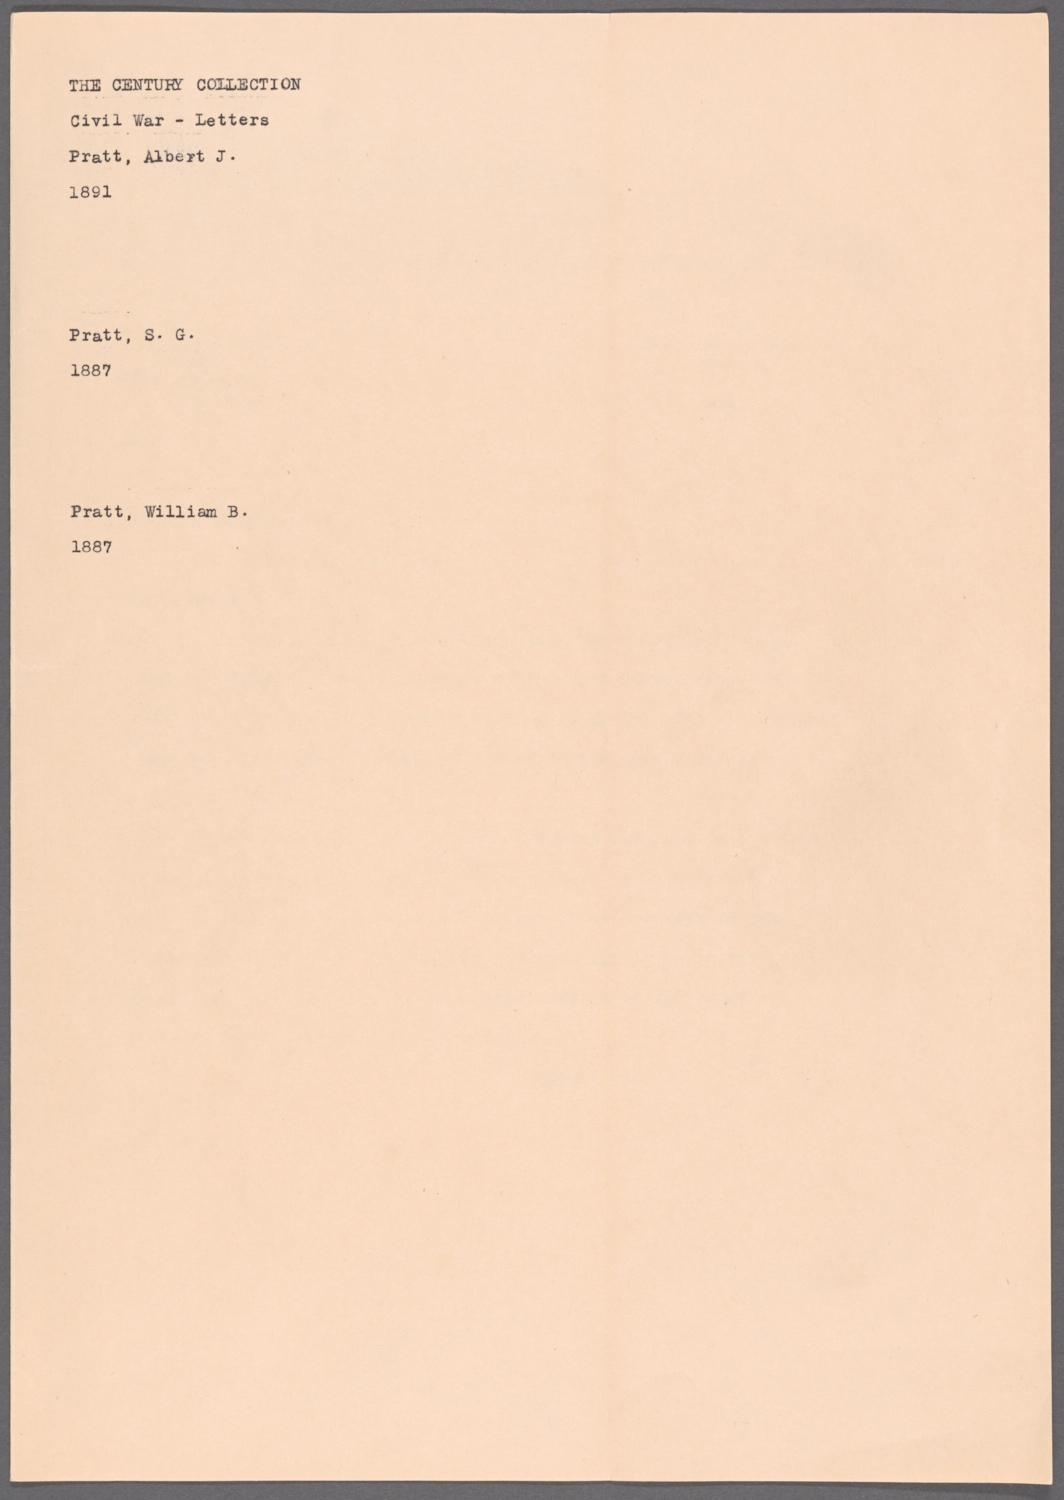 THE CENTURY COLLECTION
Civil War - Letters
Pratt, Albert J.
1891
Pratt, S. G.
1887
Pratt, William B.
1887